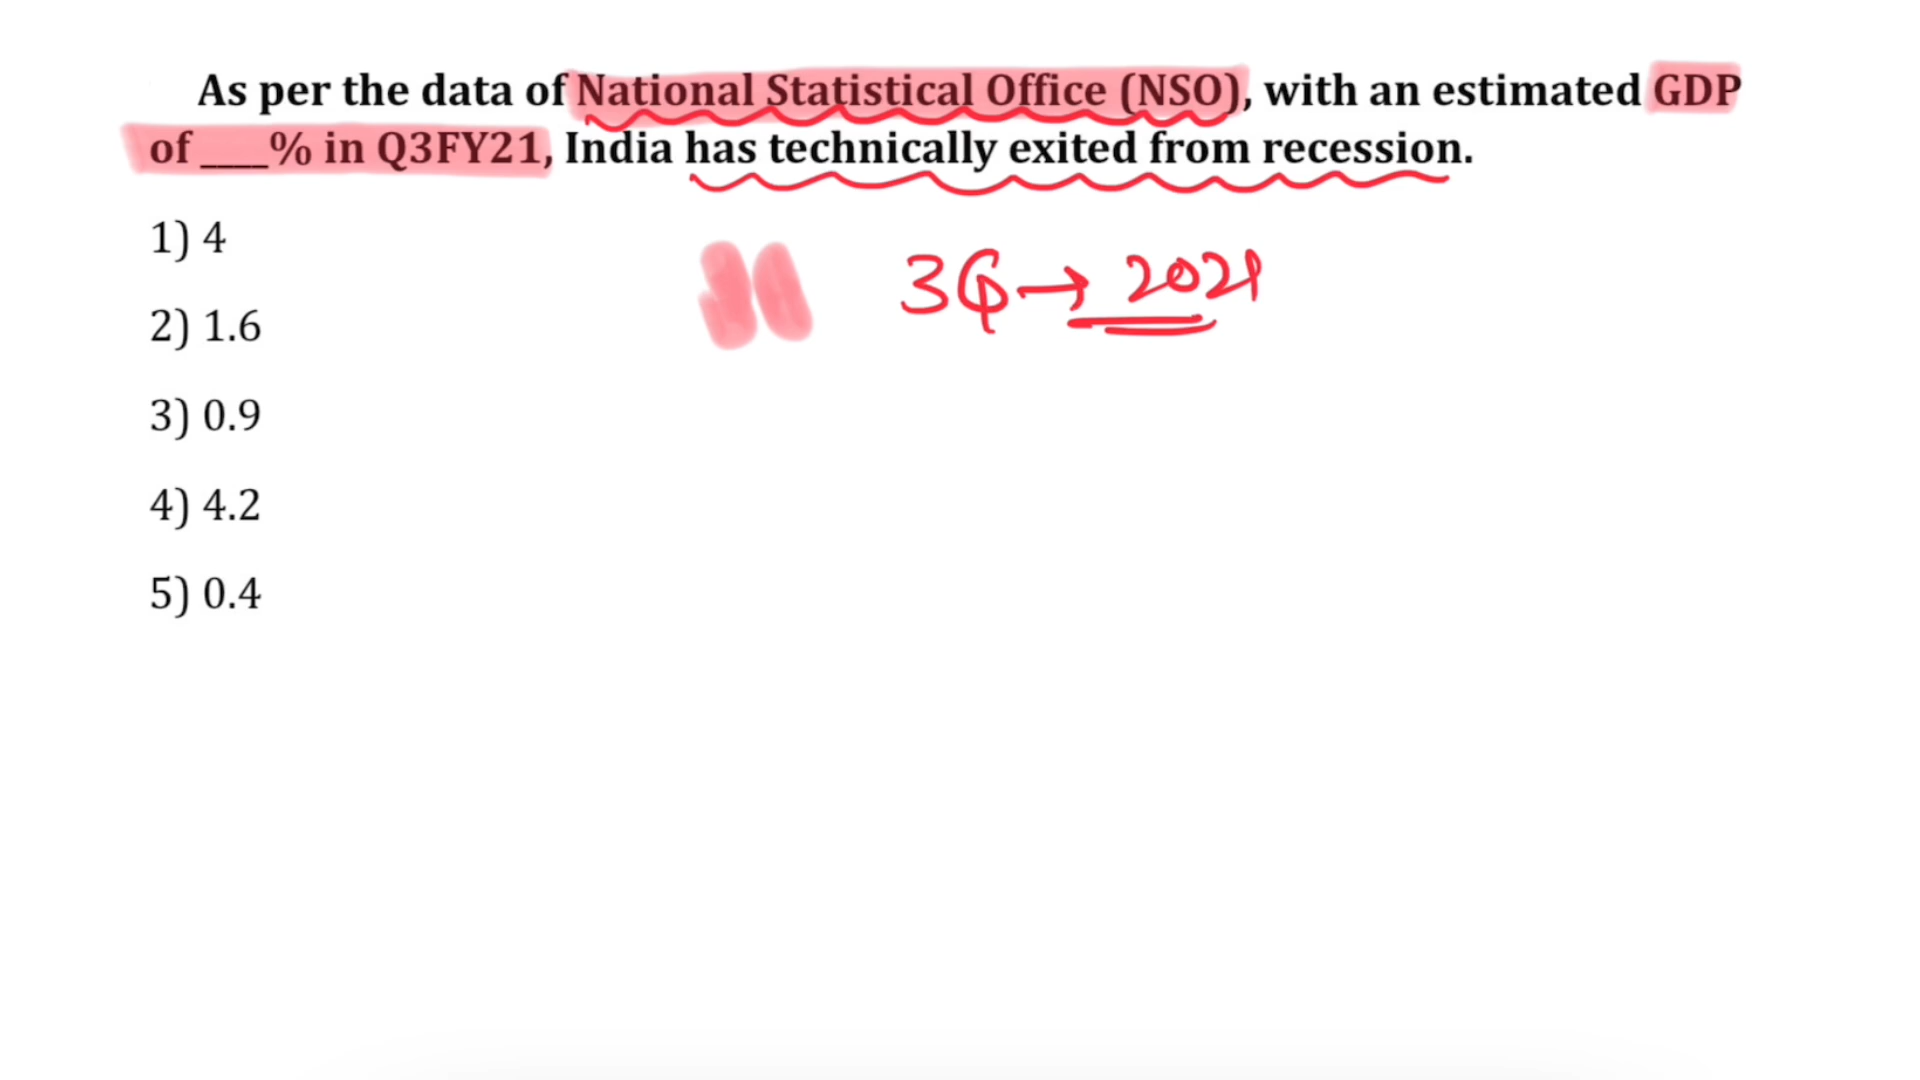 As per the data of National Statistical Office (NSO), with an estimated GDP
of ___% in Q3FY21, India has technically exited from recession.
1) 4
3Q→ 2021
2) 1.6
3) 0.9
4) 4.2
5) 0.4